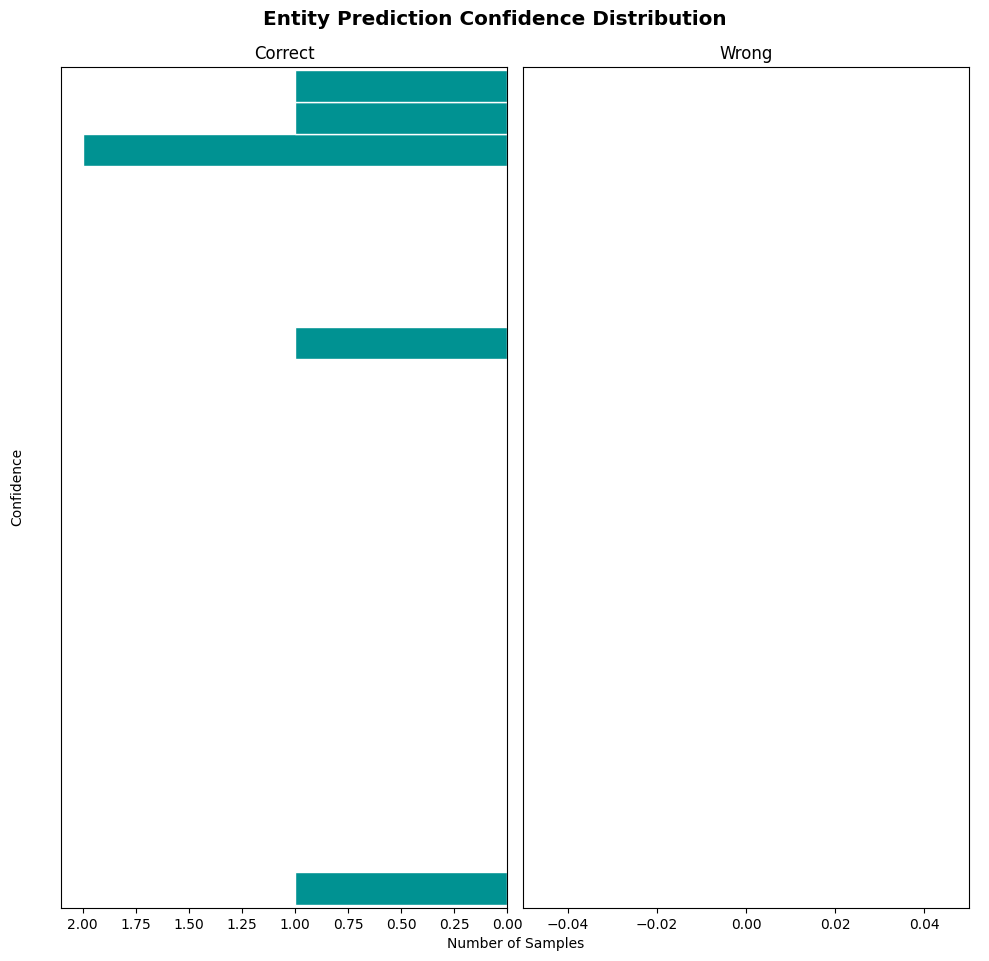 Entity Prediction Confidence Distribution
Correct
Wrong
Confidence
2.00 1.75 1.50 1.25 1.00 0.75 0.50 0.25 0.00
−0.04 −0.02 0.00 0.02 0.04
Number of Samples